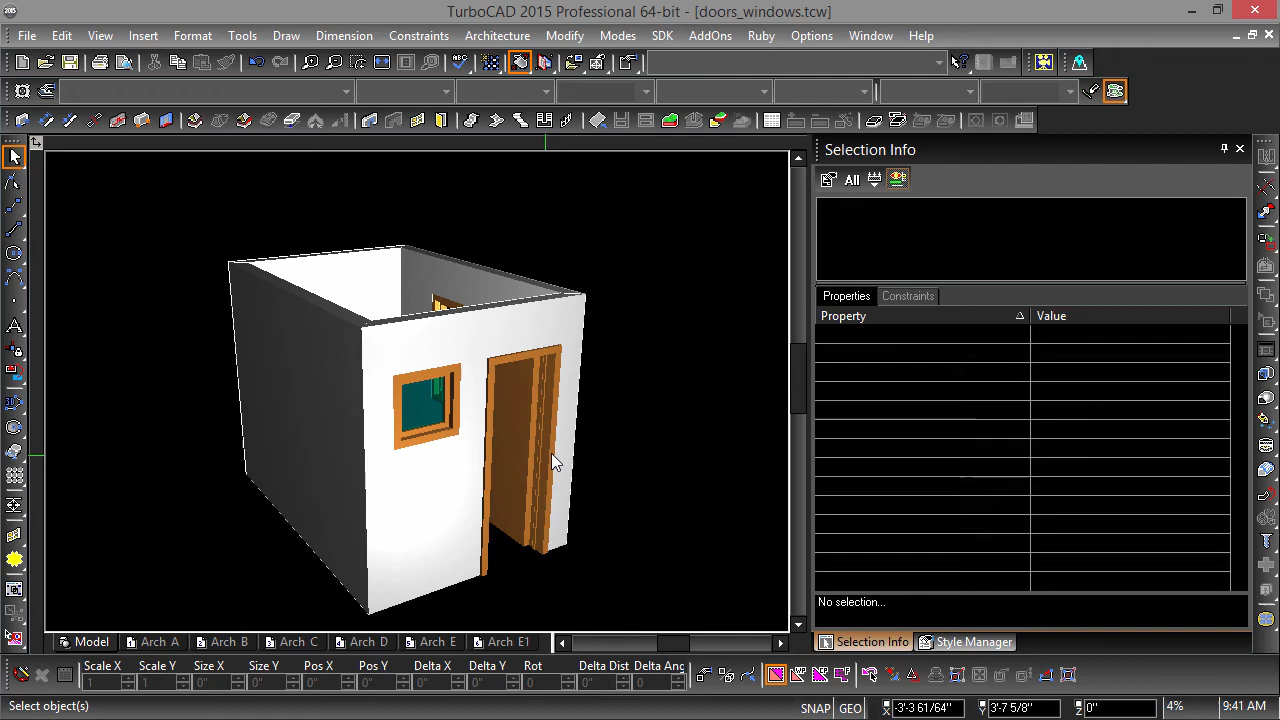 2015
TurboCAD 2015 Professional 64-bit - [doors_windows.tcw]
File Edit View Insert Format Tools Draw Dimension Constraints Architecture Modify Modes SDK AddOns Ruby Options Window Help
Selection Info
All
Properties Constraints
Property Value
No selection...
Model Arch A Arch B Arch C Arch D Arch E Arch E1
Selection Info Style Manager
Scale X Scale Y Size X Size Y Pos X Pos Y Delta X Delta Y Rot Delta Dist Delta Ang
1 1 0" 0" 0" 0" 0" 0" 0 0" 0
Select object(s) SNAP GEO X -3'-3 61/64" Y 3'-7 5/8" Z 0" 4% 9:41 AM